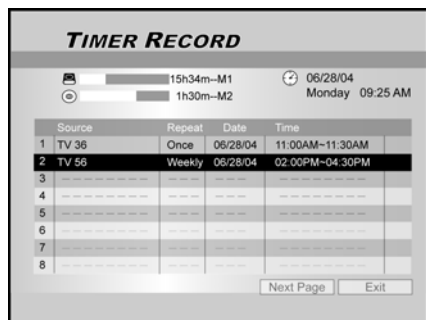 TIMER RECORD
15h34m--M1
1h30m--M2
06/28/04
Monday 09:25 AM
Source Repeat Date Time
1 TV 36 Once 06/28/04 11:00AM~11:30AM
2 TV 56 Weekly 06/28/04 02:00PM~04:30PM
3 -- -- -- -- -- -- -- --- --- -- -- -- -- -- --
4 -- -- -- -- -- -- -- --- --- -- -- -- -- -- --
5 -- -- -- -- -- -- -- --- --- -- -- -- -- -- --
6 -- -- -- -- -- -- -- --- --- -- -- -- -- -- --
7 -- -- -- -- -- -- -- --- --- -- -- -- -- -- --
8 -- -- -- -- -- -- -- --- --- -- -- -- -- -- --
Next Page Exit